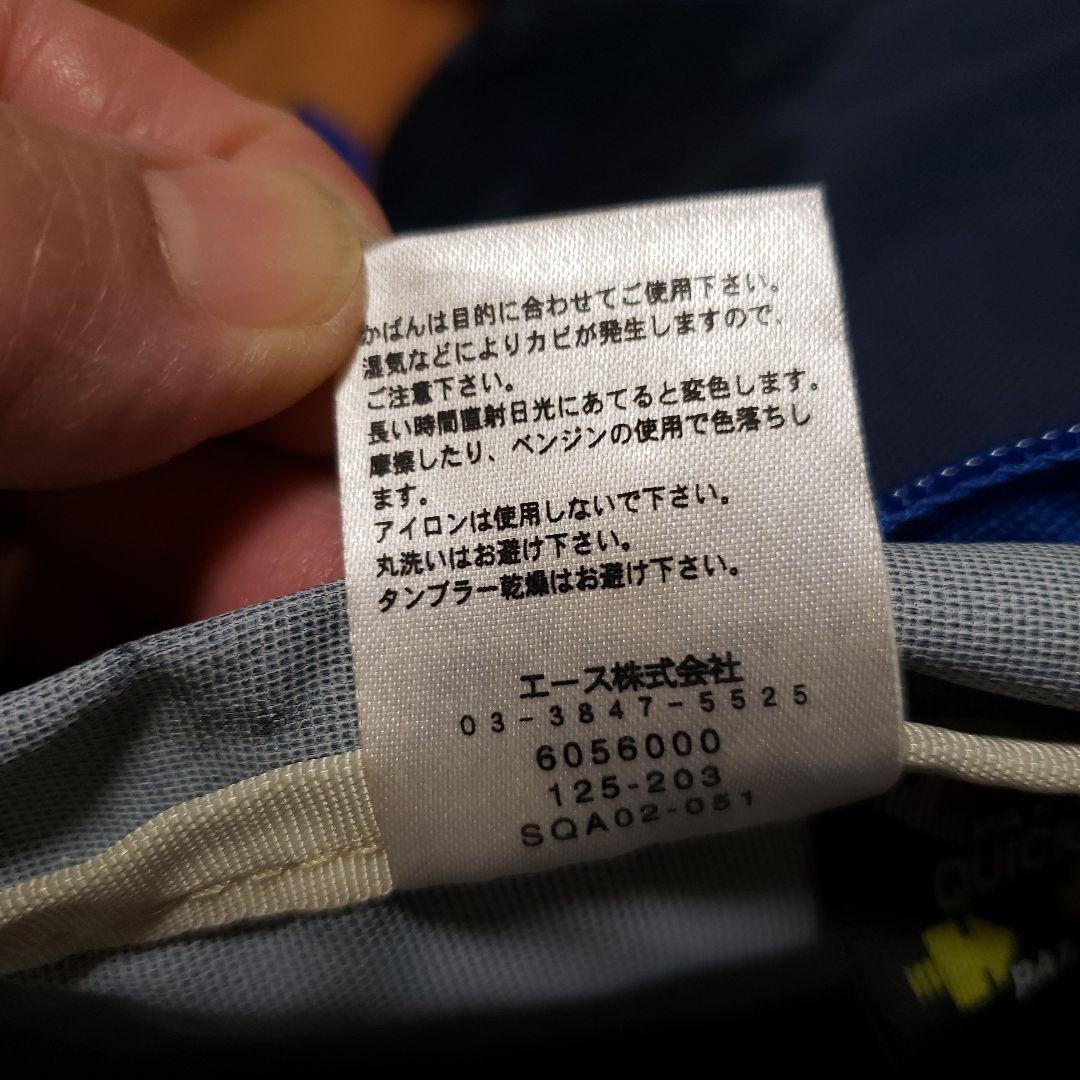 かばんは目的に合わせてご使用下さい。
湿気などによりカビが発生しますので、
ご注意下さい。
長い時間直射日光にあてると変色します。
摩擦したり、ベンジンの使用で色落ちし
ます。
アイロンは使用しないで下さい。
丸洗いはお避け下さい。
タンブラー乾燥はお避け下さい。
エース株式会社
03-3847-5525
6056000
125-203
SQA02-051